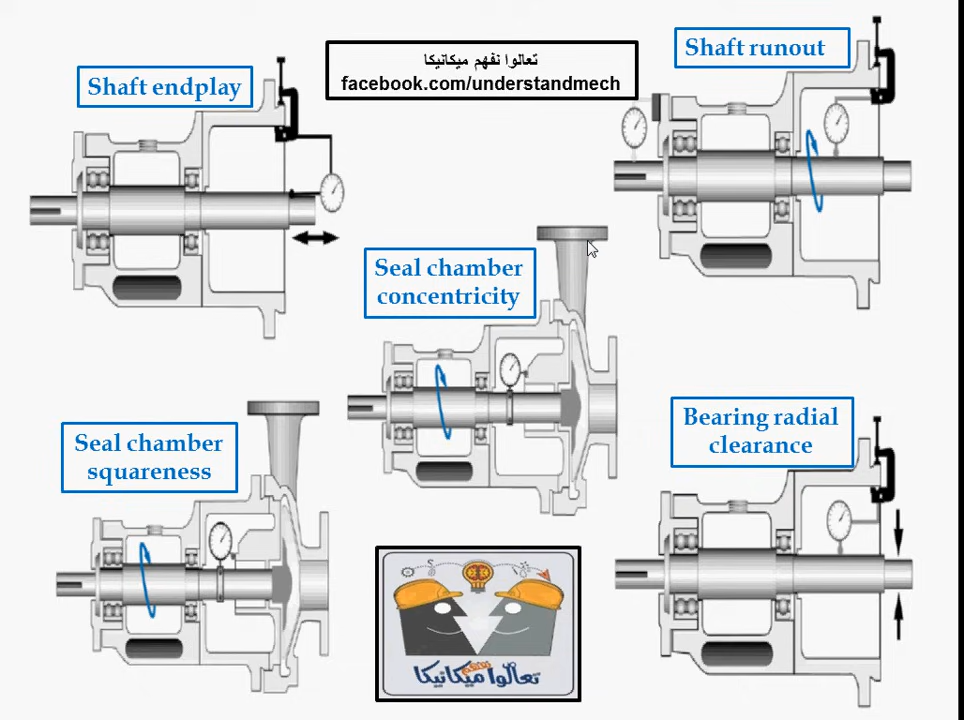 تعالوا نفهم ميكانيكا
facebook.com/understandmech
Shaft runout
Shaft endplay
Seal chamber
concentricity
Bearing radial
clearance
Seal chamber
squareness
S
تعالوا نفهم ميكانيكا